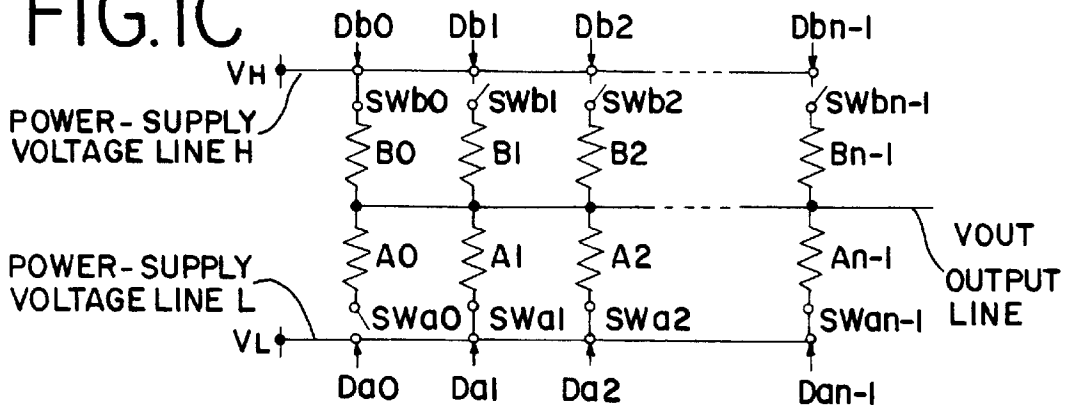 FIG.1C
Db0 Db1 Db2 Dbn-1
VH
SWb0 SWb1 SWb2 SWbn-1
POWER-SUPPLY
VOLTAGE LINE H
B0 B1 B2 Bn-1
A0 A1 A2 An-1
VOUT
OUTPUT
LINE
POWER-SUPPLY
VOLTAGE LINE L
SWa0 SWa1 SWa2 SWan-1
VL
Da0 Da1 Da2 Dan-1